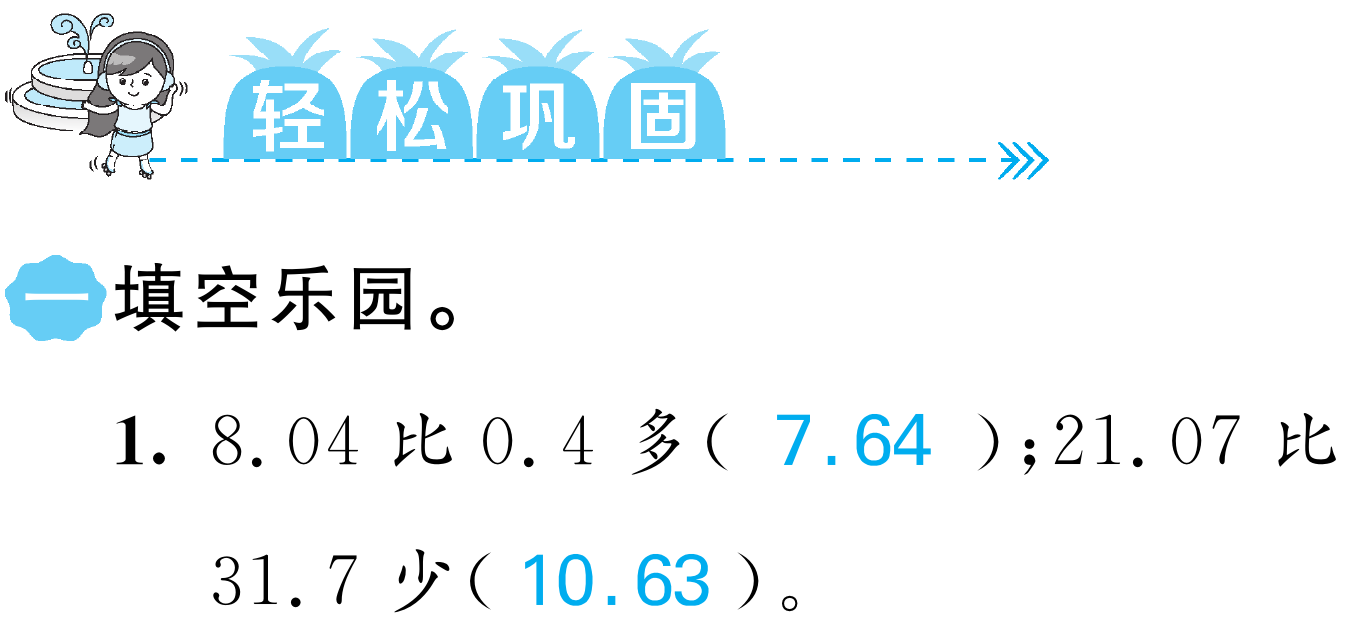 轻松巩固
一 填空乐园。
1. 8.04 比 0.4 多( 7.64 );21.07 比
31.7 少( 10.63 )。